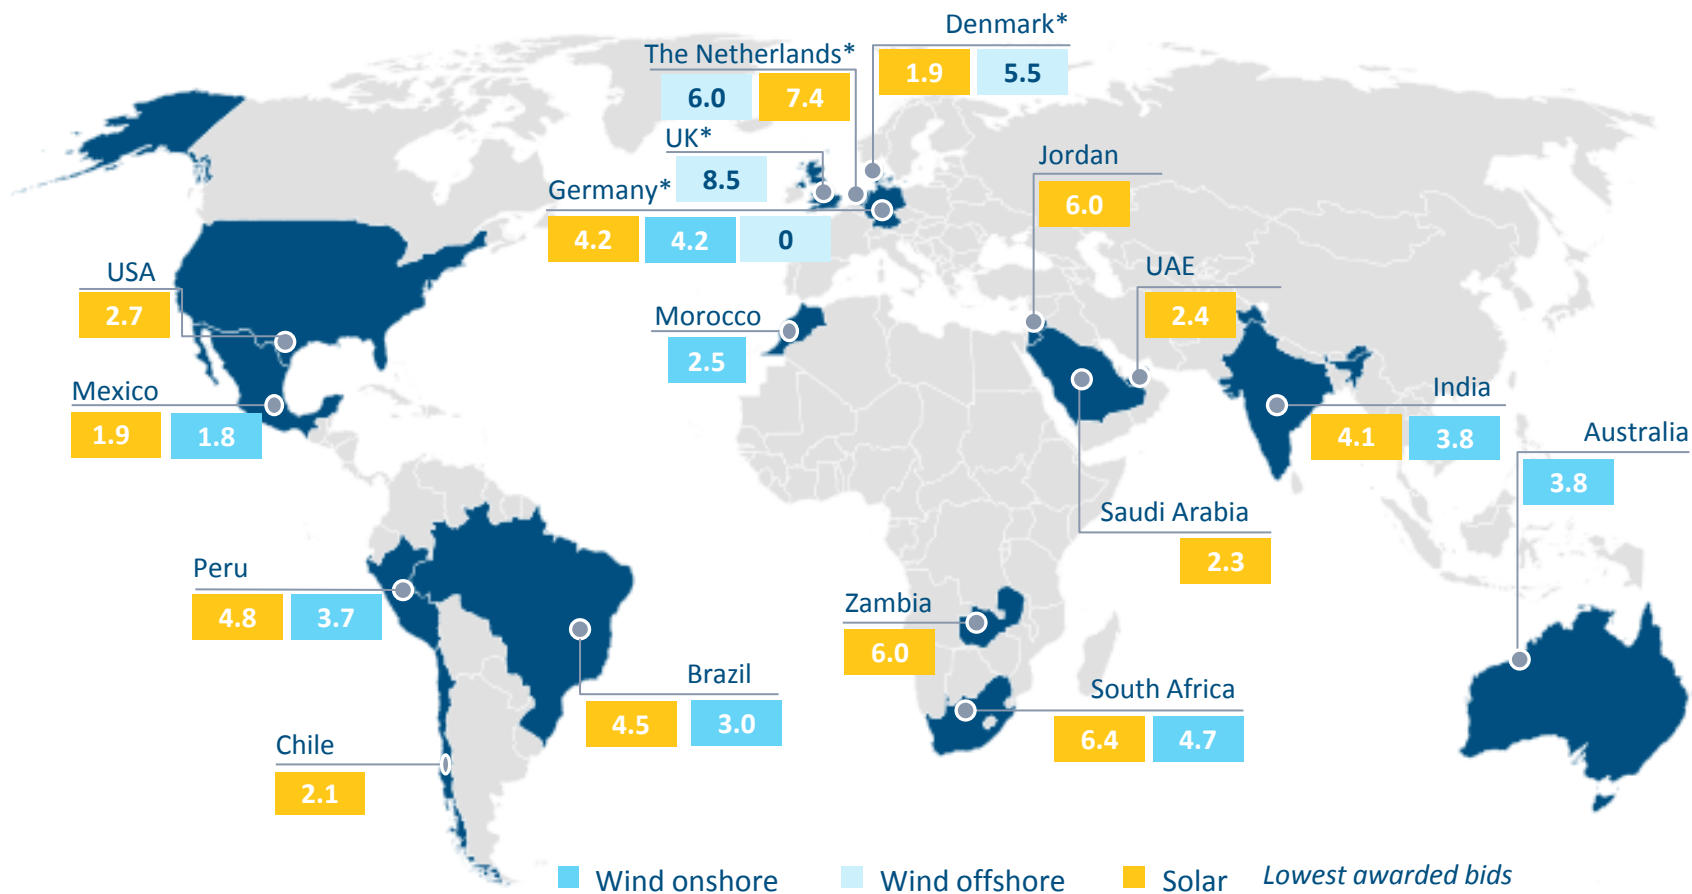 Denmark*
1.9 5.5
The Netherlands*
6.0 7.4
UK*
8.5
Germany*
4.2 4.2 0
Jordan
6.0
USA
2.7
UAE
2.4
Morocco
2.5
Mexico
1.9 1.8
India
4.1 3.8
Australia
3.8
Saudi Arabia
2.3
Peru
4.8 3.7
Zambia
6.0
Brazil
4.5 3.0
South Africa
6.4 4.7
Chile
2.1
Wind onshore Wind offshore Solar Lowest awarded bids